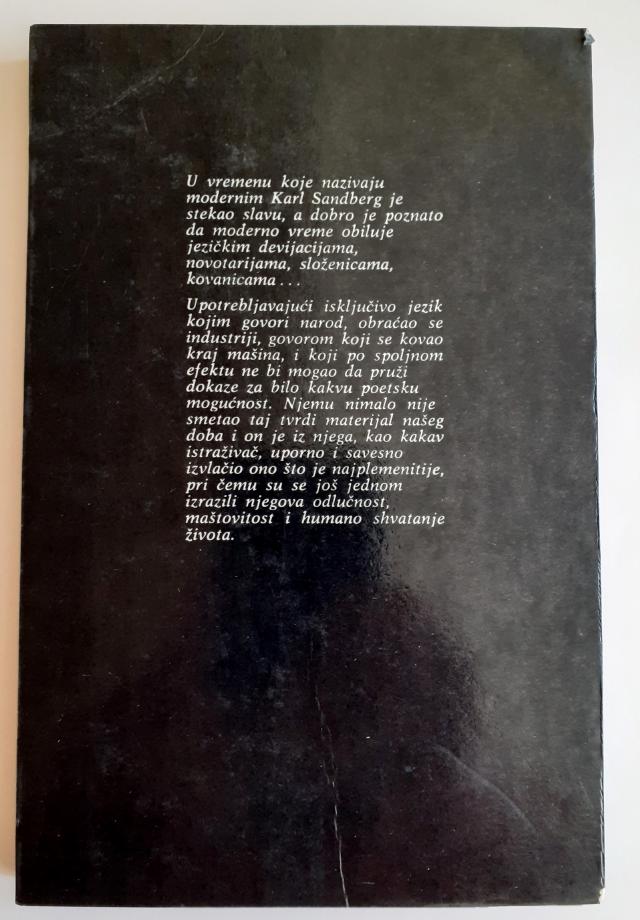 U vremenu koje nazivaju
modernim Karl Sandberg je
stekao slavu, a dobro je poznato
da moderno vreme obiluje
jezičkim devijacijama,
novotarijama, složenicama,
kovanicama...
Upotrebljavajući isključivo jezik
kojim govori narod, obraćao se
industriji, govorom koji se kovao
kraj mašina, i koji po spoljnom
efektu ne bi mogao da pruži
dokaze za bilo kakvu poetsku
mogućnost. Njemu nimalo nije
smetao taj tvrdi materijal našeg
doba i on je iz njega, kao kakav
istraživač, uporno i savesno
izvlačio ono što je najplemenitije,
pri čemu su se još jednom
izrazili njegova odlučnost,
maštovitost i humano shvatanje
života.